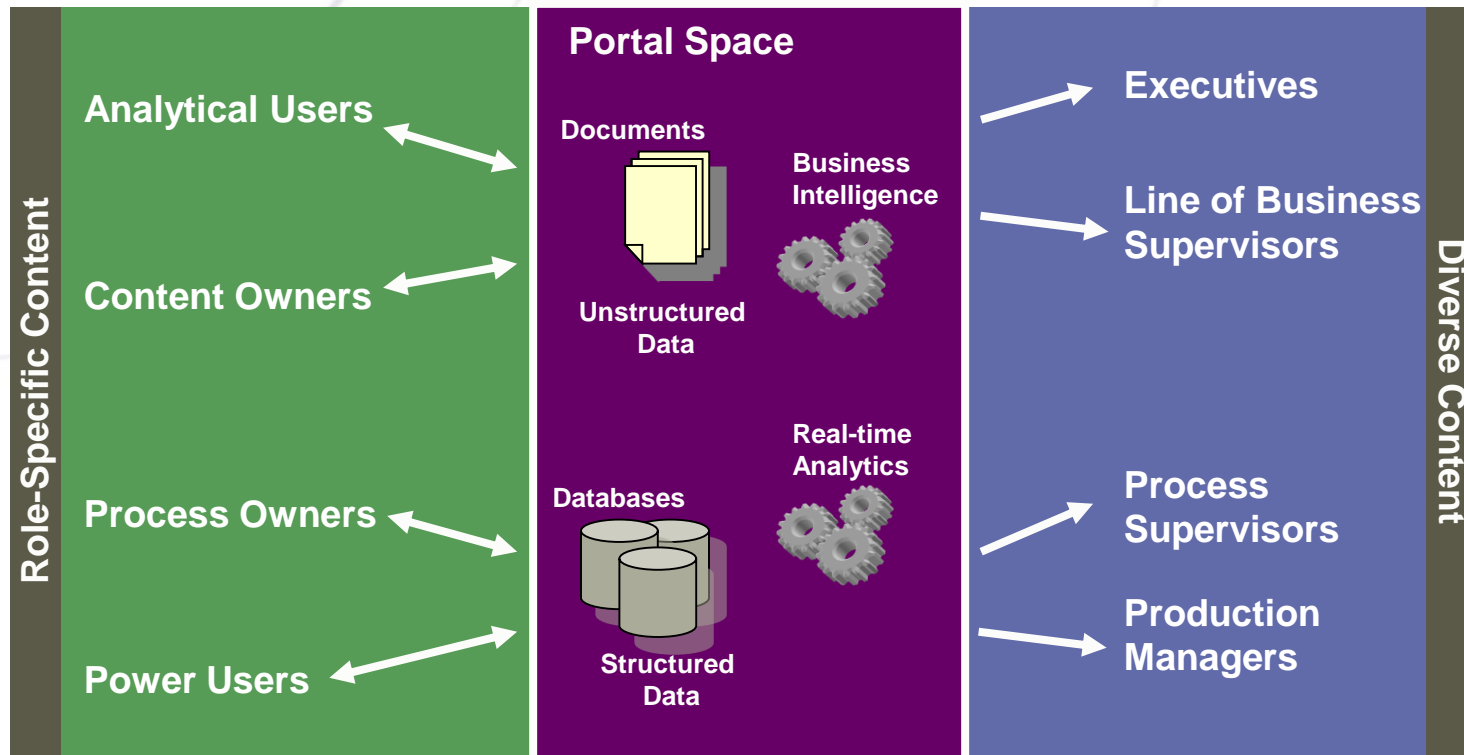 Role-Specific Content
Analytical Users
Content Owners
Process Owners
Power Users
Portal Space
Documents
Unstructured
Data
Business
Intelligence
Real-time
Analytics
Databases
Structured
Data
Executives
Line of Business
Supervisors
Process
Supervisors
Production
Managers
Diverse Content